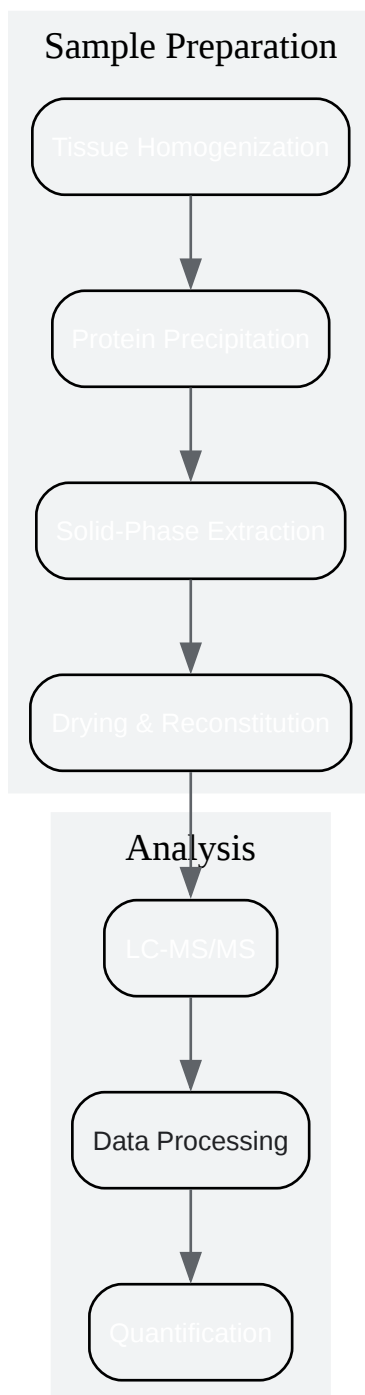 Sample Preparation
Tissue Homogenization
Protein Precipitation
Solid-Phase Extraction
Drying & Reconstitution
Analysis
LC-MS/MS
Data Processing
Quantification